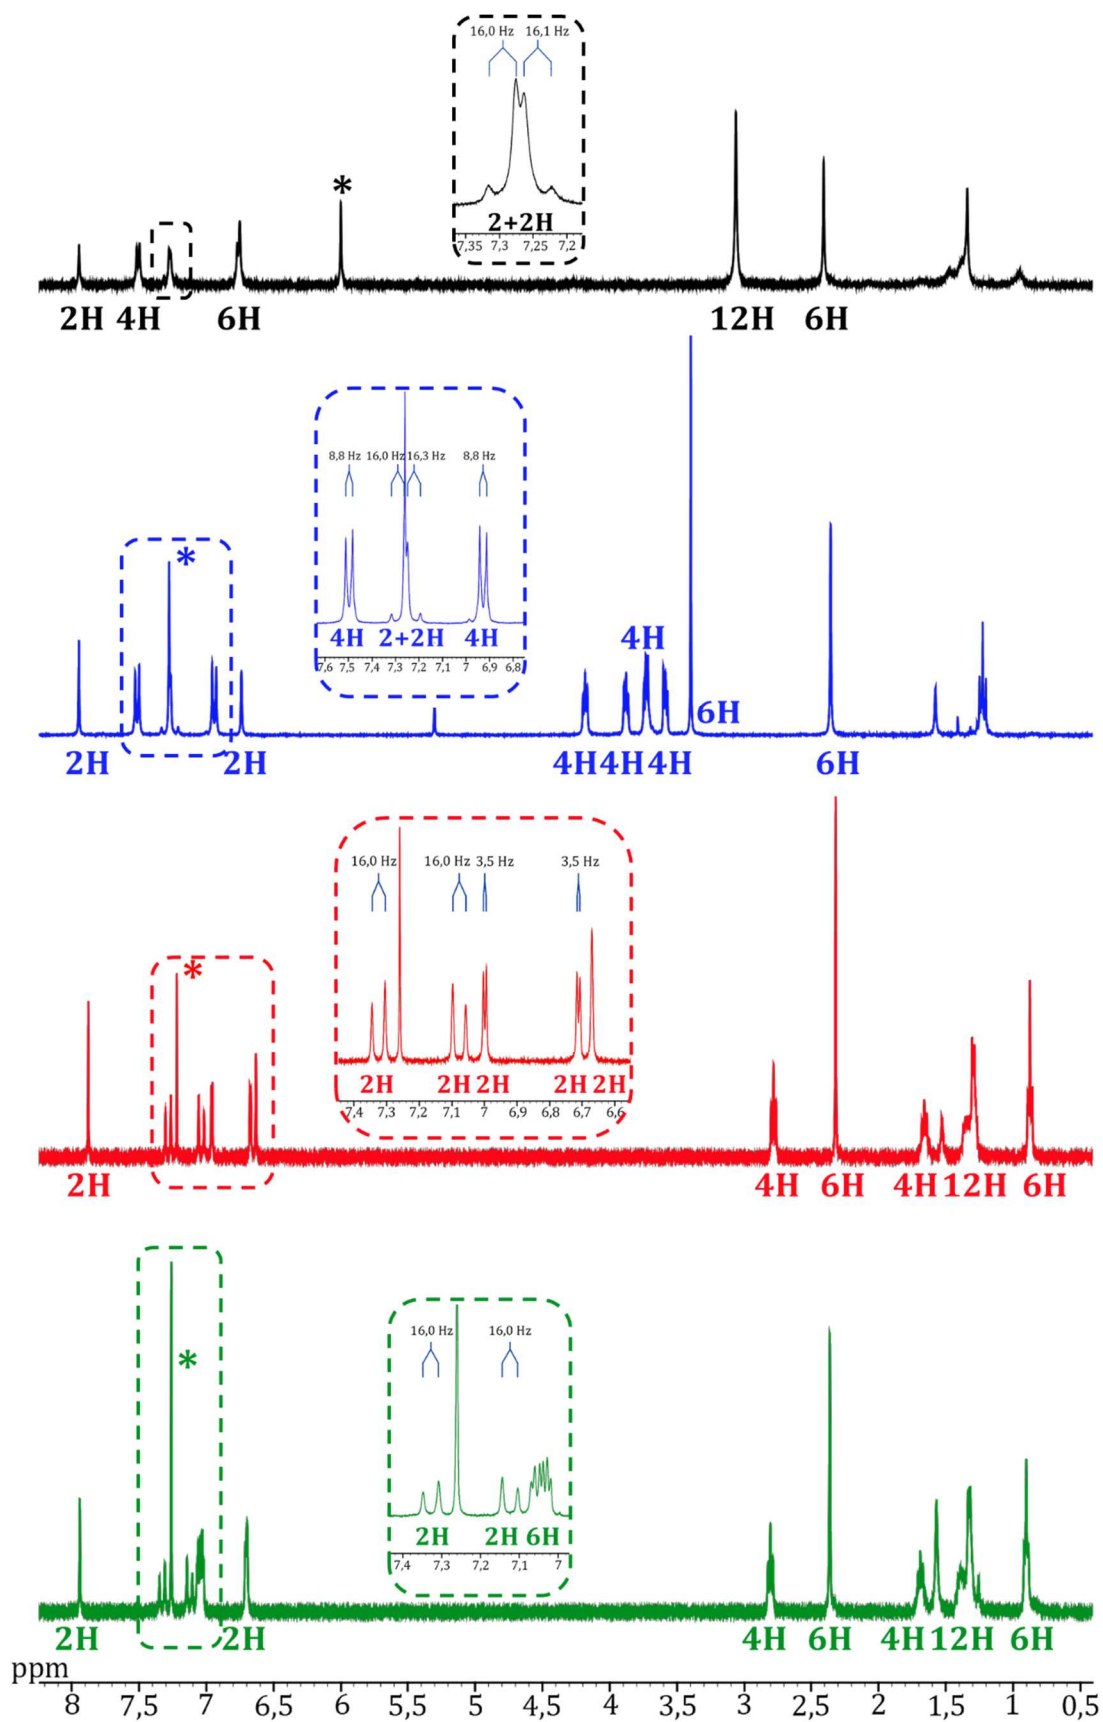 16,0 Hz 16,1 Hz
*
2+2H
7,35 7,3 7,25 7,2
2H 4H 6H 12H 6H
8,8 Hz 16,0 Hz 16,3 Hz 8,8 Hz
*
4H 2+2H 4H
7,6 7,5 7,4 7,3 7,2 7,1 7 6,9 6,8
4H
6H
2H 2H 4H 4H 4H 6H
16,0 Hz 16,0 Hz 3,5 Hz 3,5 Hz
*
2H 2H 2H 2H 2H
7,4 7,3 7,2 7,1 7 6,9 6,8 6,7 6,6
2H 4H 6H 4H 12H 6H
16,0 Hz 16,0 Hz
*
2H 2H 6H
7,4 7,3 7,2 7,1 7
2H 2H 4H 6H 4H 12H 6H
ppm
8 7,5 7 6,5 6 5,5 5 4,5 4 3,5 3 2,5 2 1,5 1 0,5